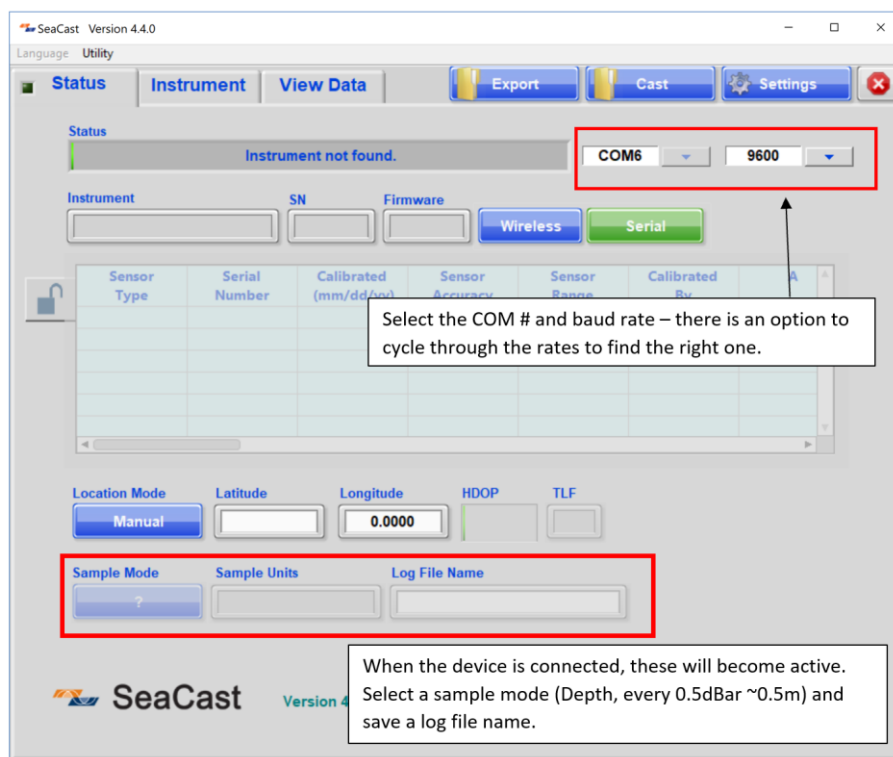 SeaCast Version 4.4.0
Language Utility
Status Instrument View Data Export Cast Settings
Status
Instrument not found. COM6 9600
Instrument SN Firmware
Wireless Serial
Sensor Type Serial Number Calibrated (mm/dd/yy) Sensor Accuracy Sensor Range Calibrated By A
Select the COM # and baud rate – there is an option to
cycle through the rates to find the right one.
Location Mode Latitude Longitude HDOP TLF
Manual 0.0000
Sample Mode Sample Units Log File Name
?
When the device is connected, these will become active.
Select a sample mode (Depth, every 0.5dBar ~0.5m) and
save a log file name.
SeaCast Version 4